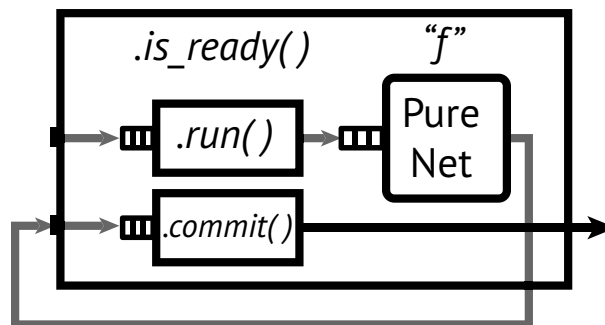 .is_ready()
“f”
.run()
Pure
Net
.commit()